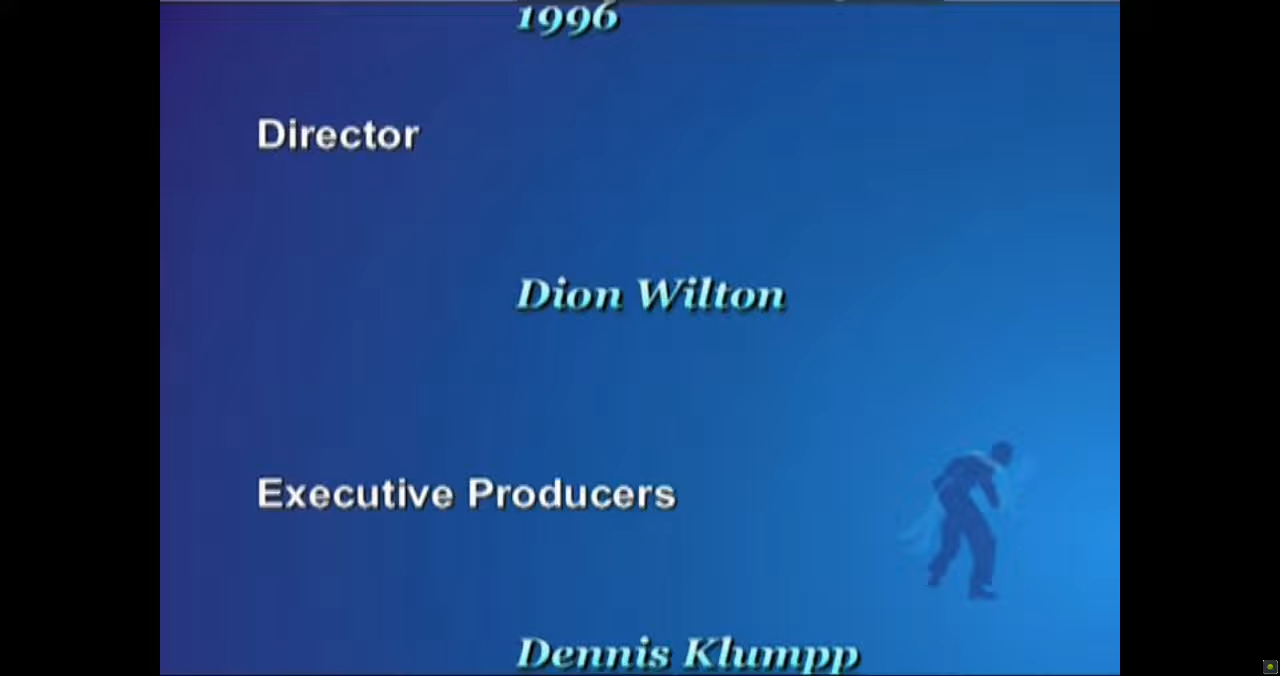 1996
Director
Dion Wilton
Executive Producers
Dennis Klumpp